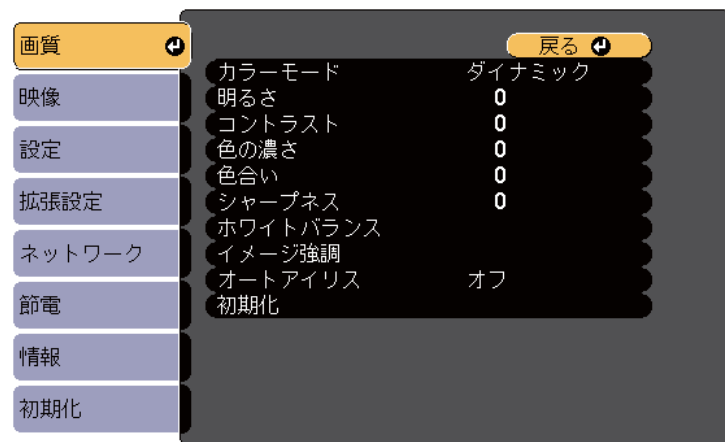 画質
映像
設定
拡張設定
ネットワーク
節電
情報
初期化
戻る
カラーモード ダイナミック
明るさ 0
コントラスト 0
色の濃さ 0
色合い 0
シャープネス 0
ホワイトバランス
イメージ強調
オートアイリス オフ
初期化